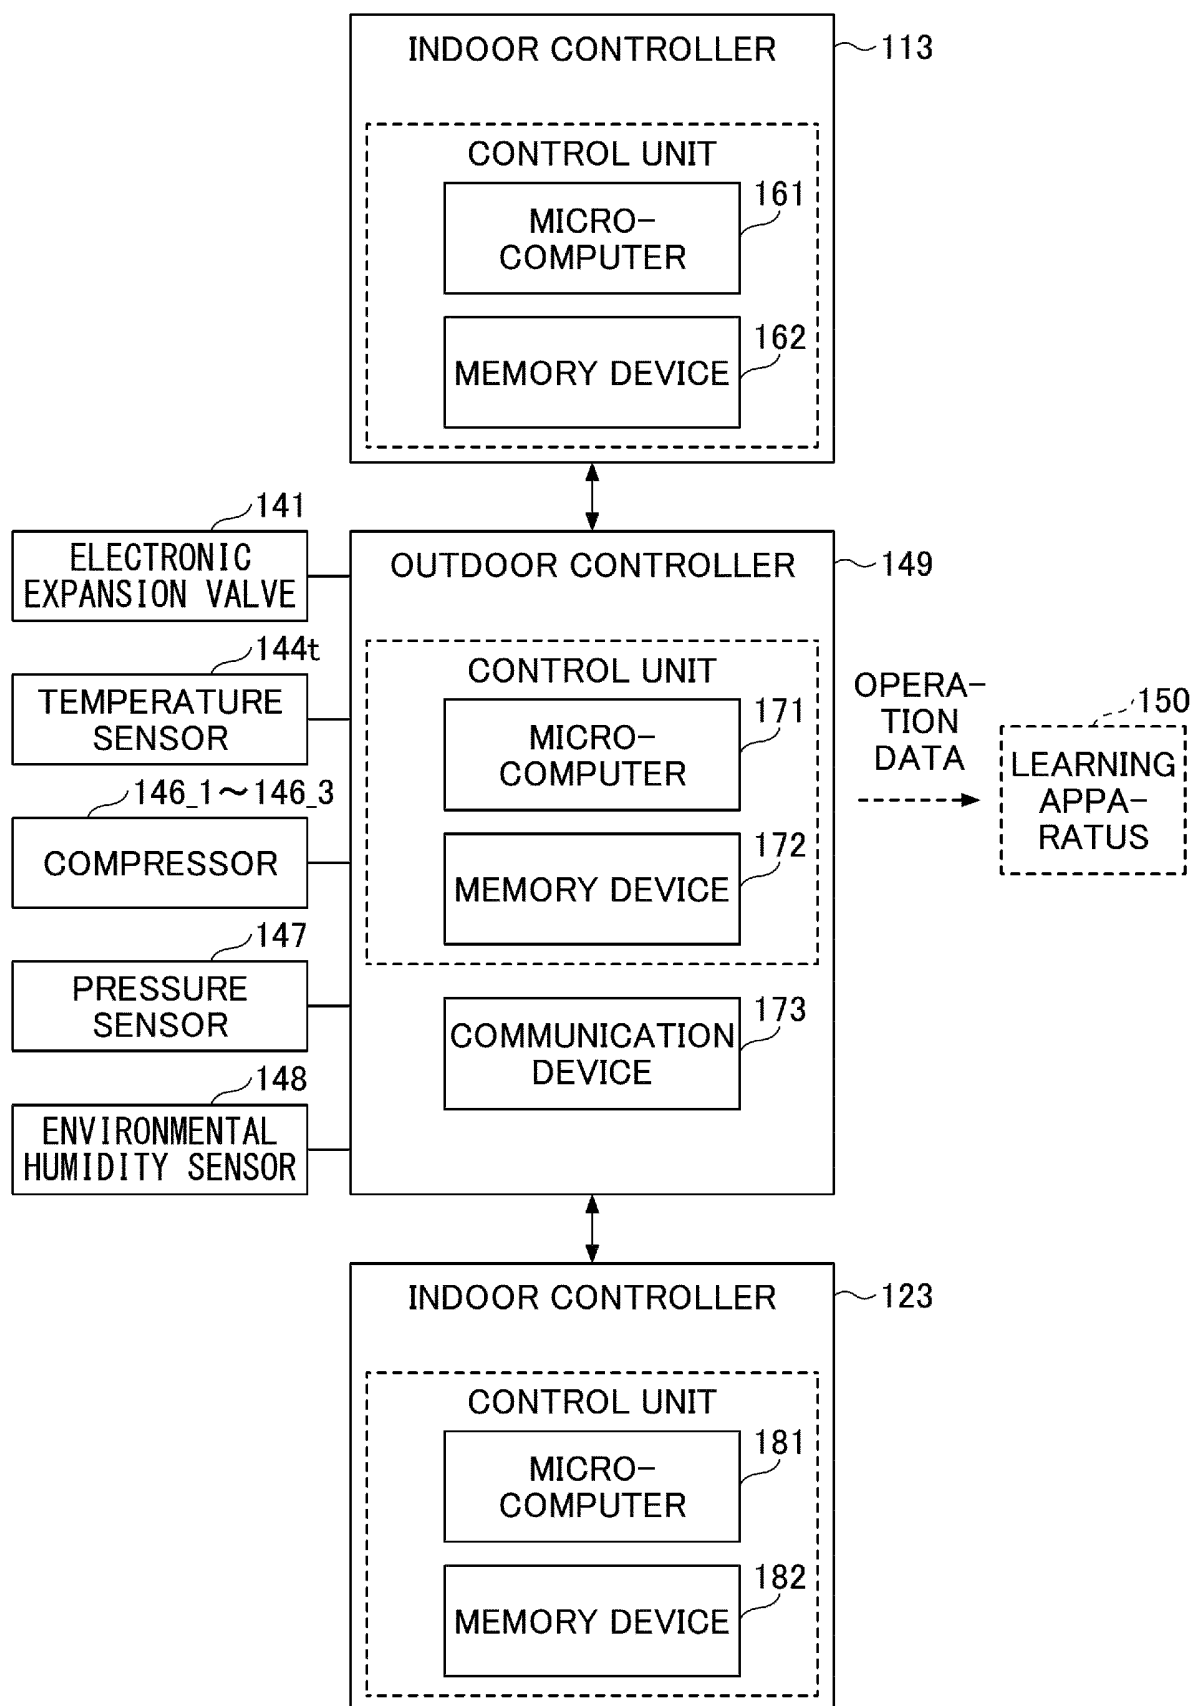 INDOOR CONTROLLER
113
CONTROL UNIT
161
MICRO-
COMPUTER
162
MEMORY DEVICE
141
ELECTRONIC
EXPANSION VALVE
144t
TEMPERATURE
SENSOR
146_1～146_3
COMPRESSOR
147
PRESSURE
SENSOR
148
ENVIRONMENTAL
HUMIDITY SENSOR
OUTDOOR CONTROLLER
149
CONTROL UNIT
171
MICRO-
COMPUTER
172
MEMORY DEVICE
173
COMMUNICATION
DEVICE
OPERA-
TION
DATA
150
LEARNING
APPA-
RATUS
INDOOR CONTROLLER
123
CONTROL UNIT
181
MICRO-
COMPUTER
182
MEMORY DEVICE